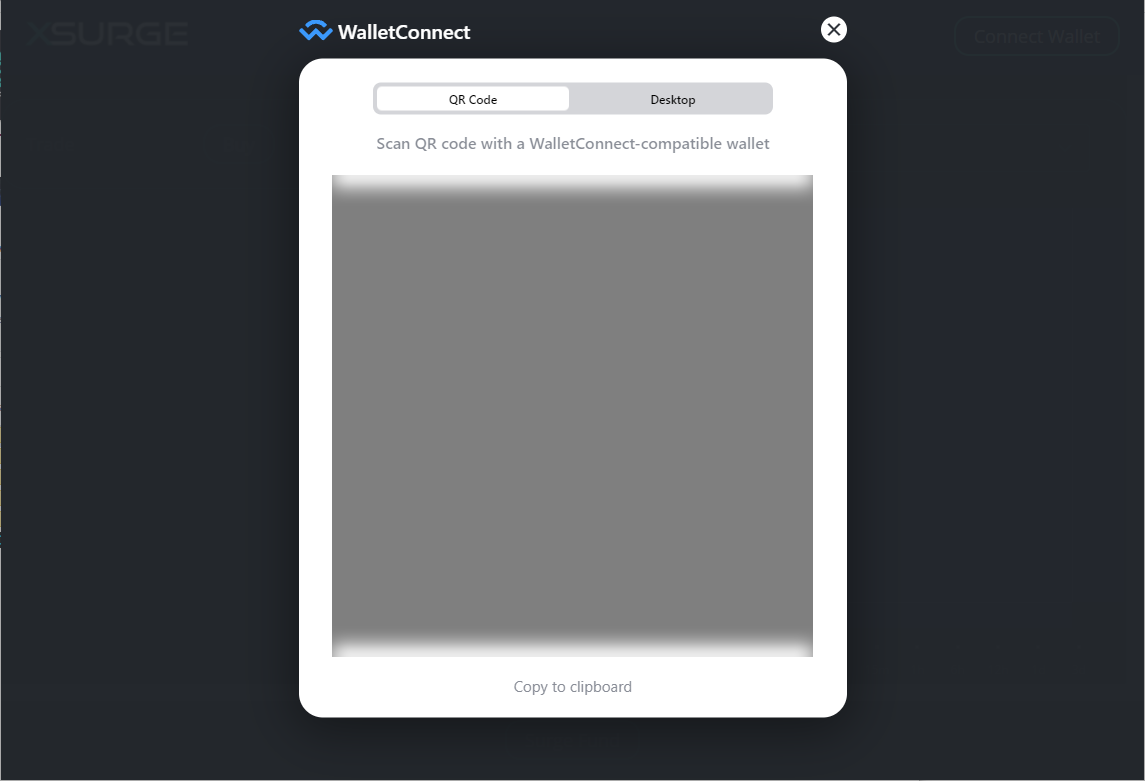 XSURGE
WalletConnect
Connect Wallet
QR Code
Desktop
Scan QR code with a WalletConnect-compatible wallet
Copy to clipboard